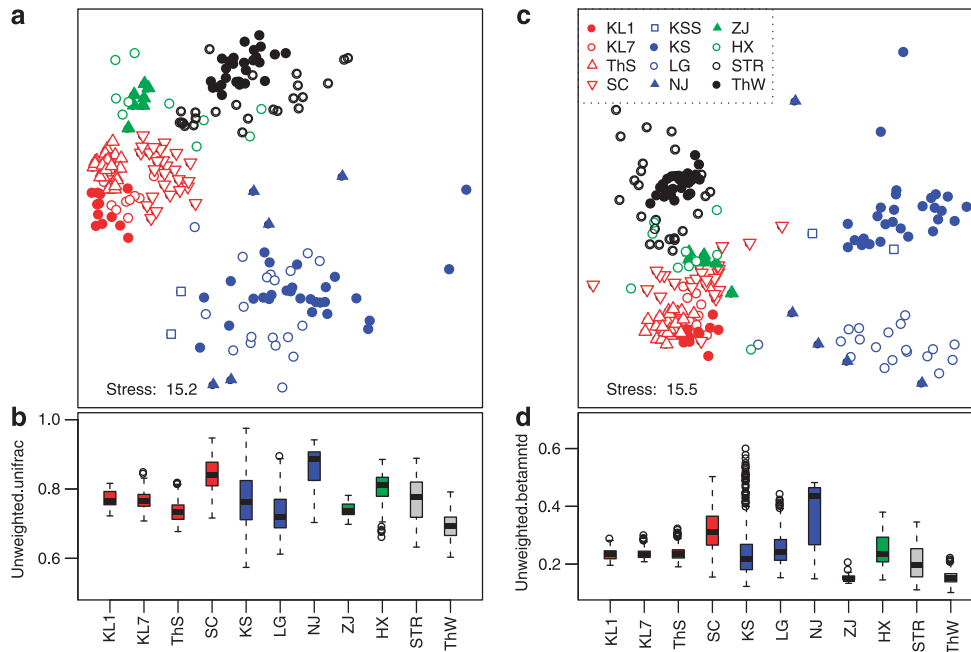 a
Stress: 15.2
b
Unweighted.unifrac
1.0
0.8
0.6
KL1 KL7 ThS SC KS LG NJ ZJ HX STR ThW
c
KL1 KSS ZJ
KL7 KS HX
ThS LG STR
SC NJ ThW
Stress: 15.5
d
Unweighted.betamntd
0.6
0.4
0.2
KL1 KL7 ThS SC KS LG NJ ZJ HX STR ThW